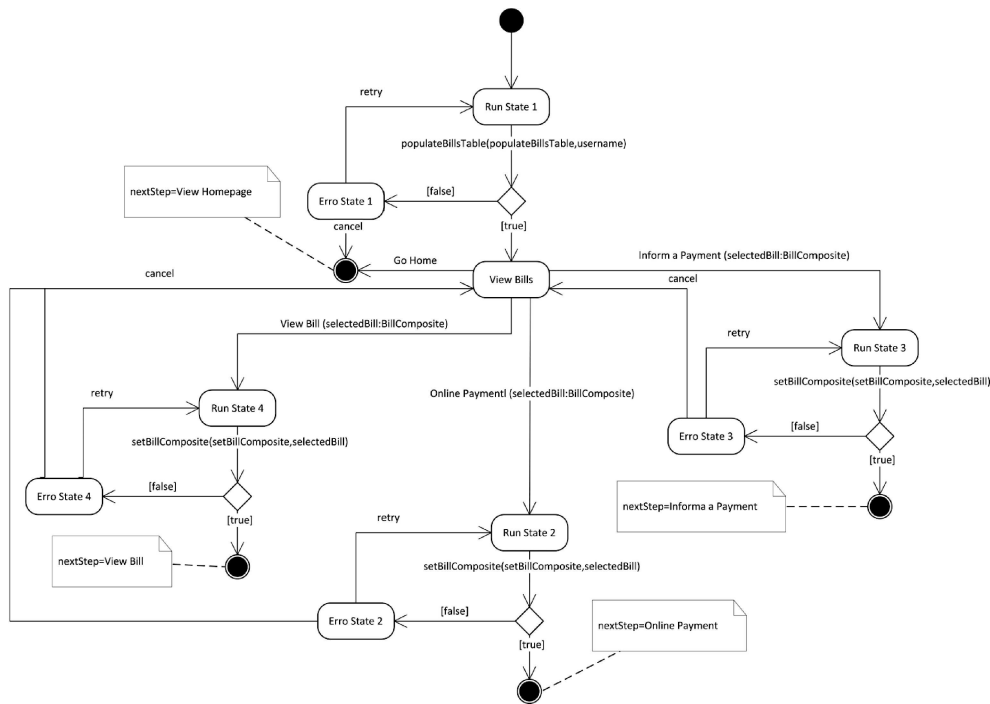 retry
Run State 1
populateBillsTable(populateBillsTable,username)
nextStep=View Homepage
Erro State 1
[false]
[true]
cancel
Go Home
View Bills
Inform a Payment (selectedBill:BillComposite)
cancel
cancel
View Bill (selectedBill:BillComposite)
retry
Run State 3
setBillComposite(setBillComposite,selectedBill)
retry
Run State 4
Online Paymentl (selectedBill:BillComposite)
setBillComposite(setBillComposite,selectedBill)
Erro State 3
[false]
[true]
Erro State 4
[false]
[true]
nextStep=Informa a Payment
nextStep=View Bill
retry
Run State 2
setBillComposite(setBillComposite,selectedBill)
Erro State 2
[false]
[true]
nextStep=Online Payment